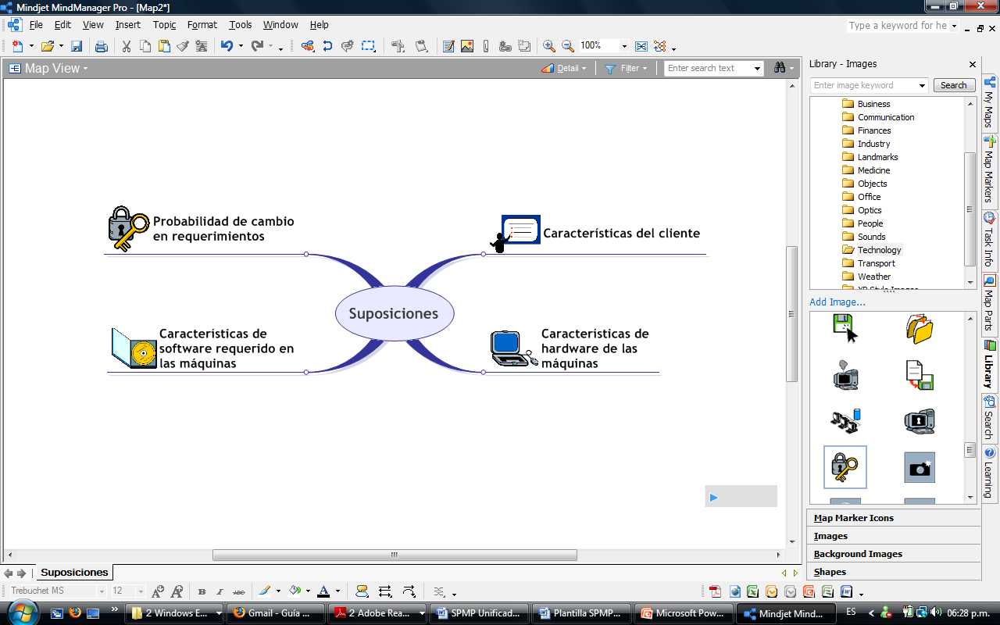 Mindjet MindManager Pro - [Map2*]
File Edit View Insert Topic Format Tools Window Help
Type a keyword for he
100%
Map View
Detail
Filter
Enter search text
Library - Images
Enter image keyword
Search
Business
Communication
Finances
Industry
Landmarks
Medicine
Objects
Office
Optics
People
Sounds
Technology
Transport
Weather
XP Style Images
Add Image...
Map Marker Icons
Images
Background Images
Shapes
My Maps
Map Markers
Task Info
Map Parts
Library
Search
Learning
Probabilidad de cambio
en requerimientos
Características del cliente
Suposiciones
Características de
software requerido en
las máquinas
Características de
hardware de las
máquinas
Suposiciones
Trebuchet MS
12
B I abc
A
2 Windows E...
Gmail - Guía ...
2 Adobe Rea...
SPMP Unificad...
Plantilla SPMP...
Microsoft Pow...
Mindjet Mind...
ES
06:28 p.m.